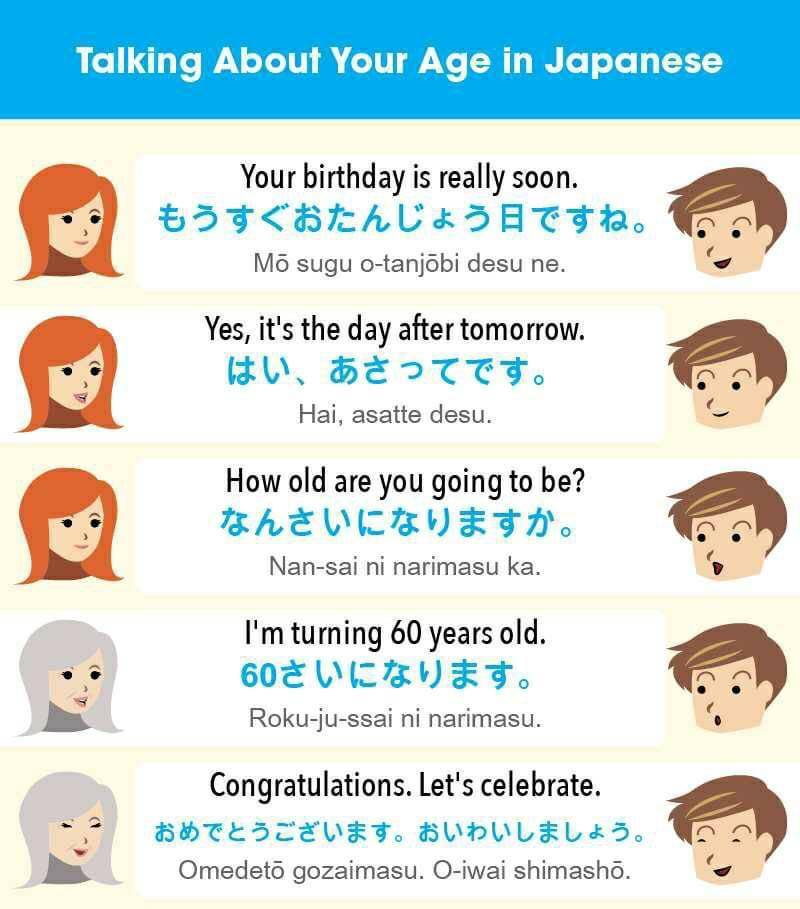 Talking About Your Age in Japanese
Your birthday is really soon.
もうすぐおたんじょう日ですね。
Mō sugu o-tanjōbi desu ne.
Yes, it's the day after tomorrow.
はい、あさってです。
Hai, asatte desu.
How old are you going to be?
なんさいになりますか。
Nan-sai ni narimasu ka.
I'm turning 60 years old.
60さいになります。
Roku-ju-ssai ni narimasu.
Congratulations. Let's celebrate.
おめでとうございます。おいわいしましょう。
Omedetō gozaimasu. O-iwai shimashō.